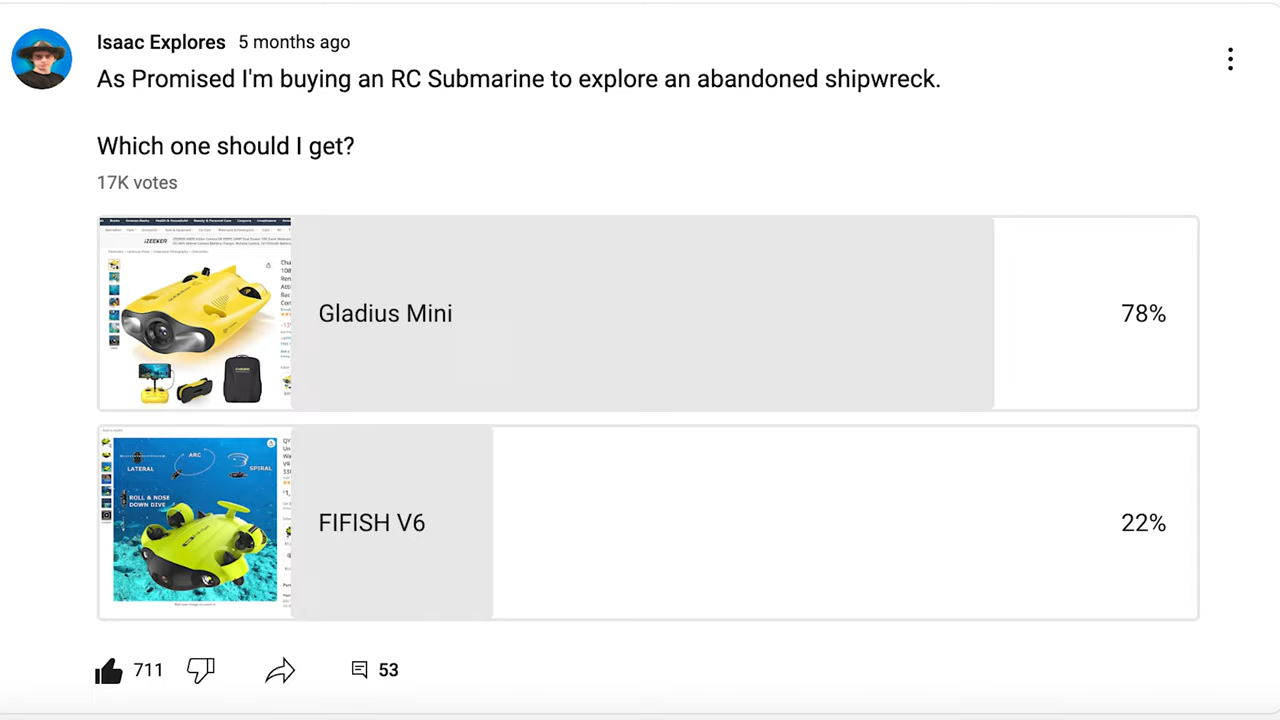 Isaac Explores 5 months ago
As Promised I'm buying an RC Submarine to explore an abandoned shipwreck.
Which one should I get?
17K votes
iZEEKER
Gladius Mini
78%
LATERAL
ARC
SPIRAL
ROLL & NOSE
DOWN DIVE
FIFISH V6
22%
711
53